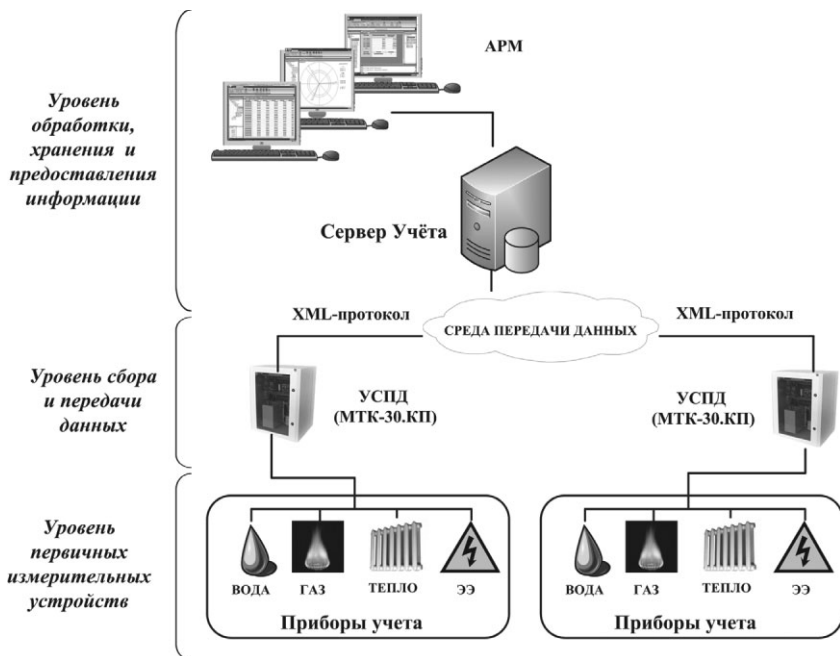 АРМ
Уровень
обработки,
хранения и
предоставления
информации
Сервер Учёта
XML-протокол
СРЕДА ПЕРЕДАЧИ ДАННЫХ
XML-протокол
Уровень сбора
и передачи
данных
УСПД
(МТК-30.КП)
УСПД
(МТК-30.КП)
Уровень
первичных
измерительных
устройств
ВОДА
ГАЗ
ТЕПЛО
ЭЭ
Приборы учета
ВОДА
ГАЗ
ТЕПЛО
ЭЭ
Приборы учета